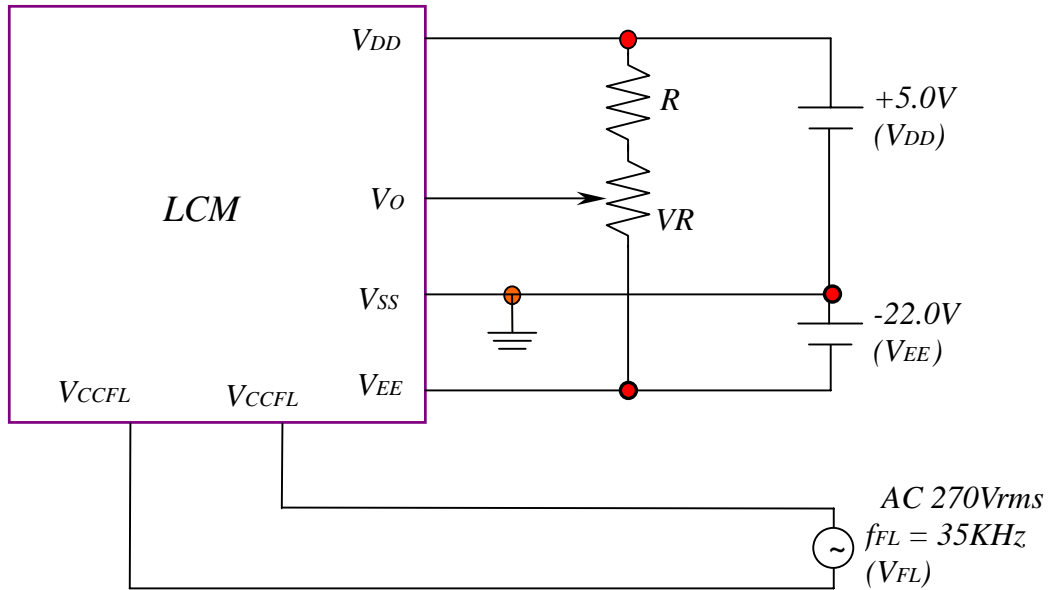 VDD
R
+5.0V
(VDD)
LCM
VO
VR
VSS
-22.0V
(VEE)
VEE
VCCFL
VCCFL
AC 270Vrms
fFL = 35KHz
~
(VFL)